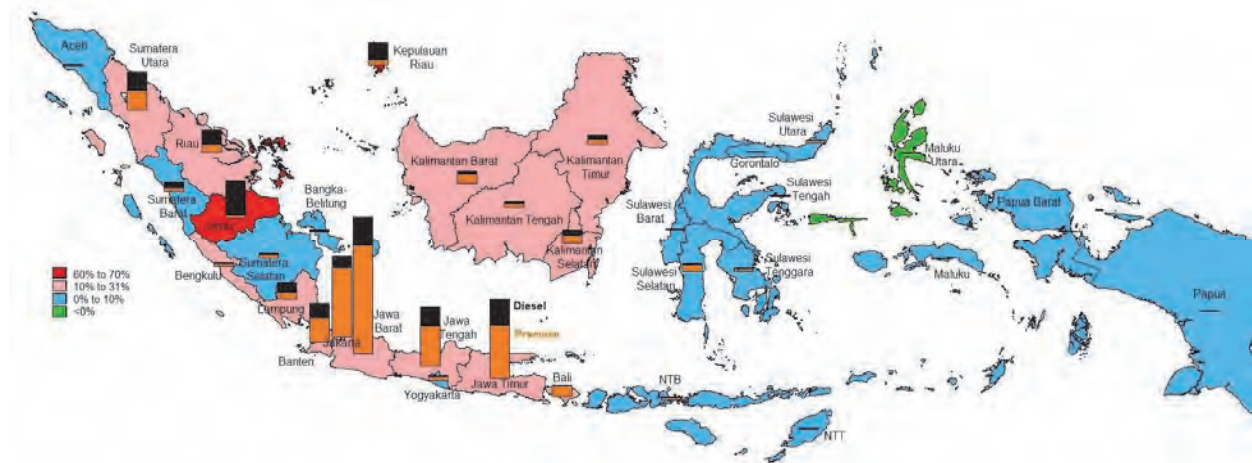 Aceh
Sumatera
Utara
Kepulauan
Riau
Riau
Sumatera
Barat
Bangka-
Belitung
Sumatera
Selatan
Bengkulu
Lampung
Kalimantan Barat
Kalimantan
Timur
Kalimantan Tengah
Kalimantan
Selatan
Sulawesi
Utara
Gorontalo
Sulawesi
Tengah
Sulawesi
Barat
Sulawesi
Selatan
Sulawesi
Tenggara
Maluku
Utara
Papua Barat
Maluku
Papua
60% to 70%
10% to 31%
0% to 10%
<0%
Jakarta
Jawa
Barat
Banten
Jawa
Tengah
Diesel
Premium
Yogyakarta
Jawa Timur
Bali
NTB
NTT